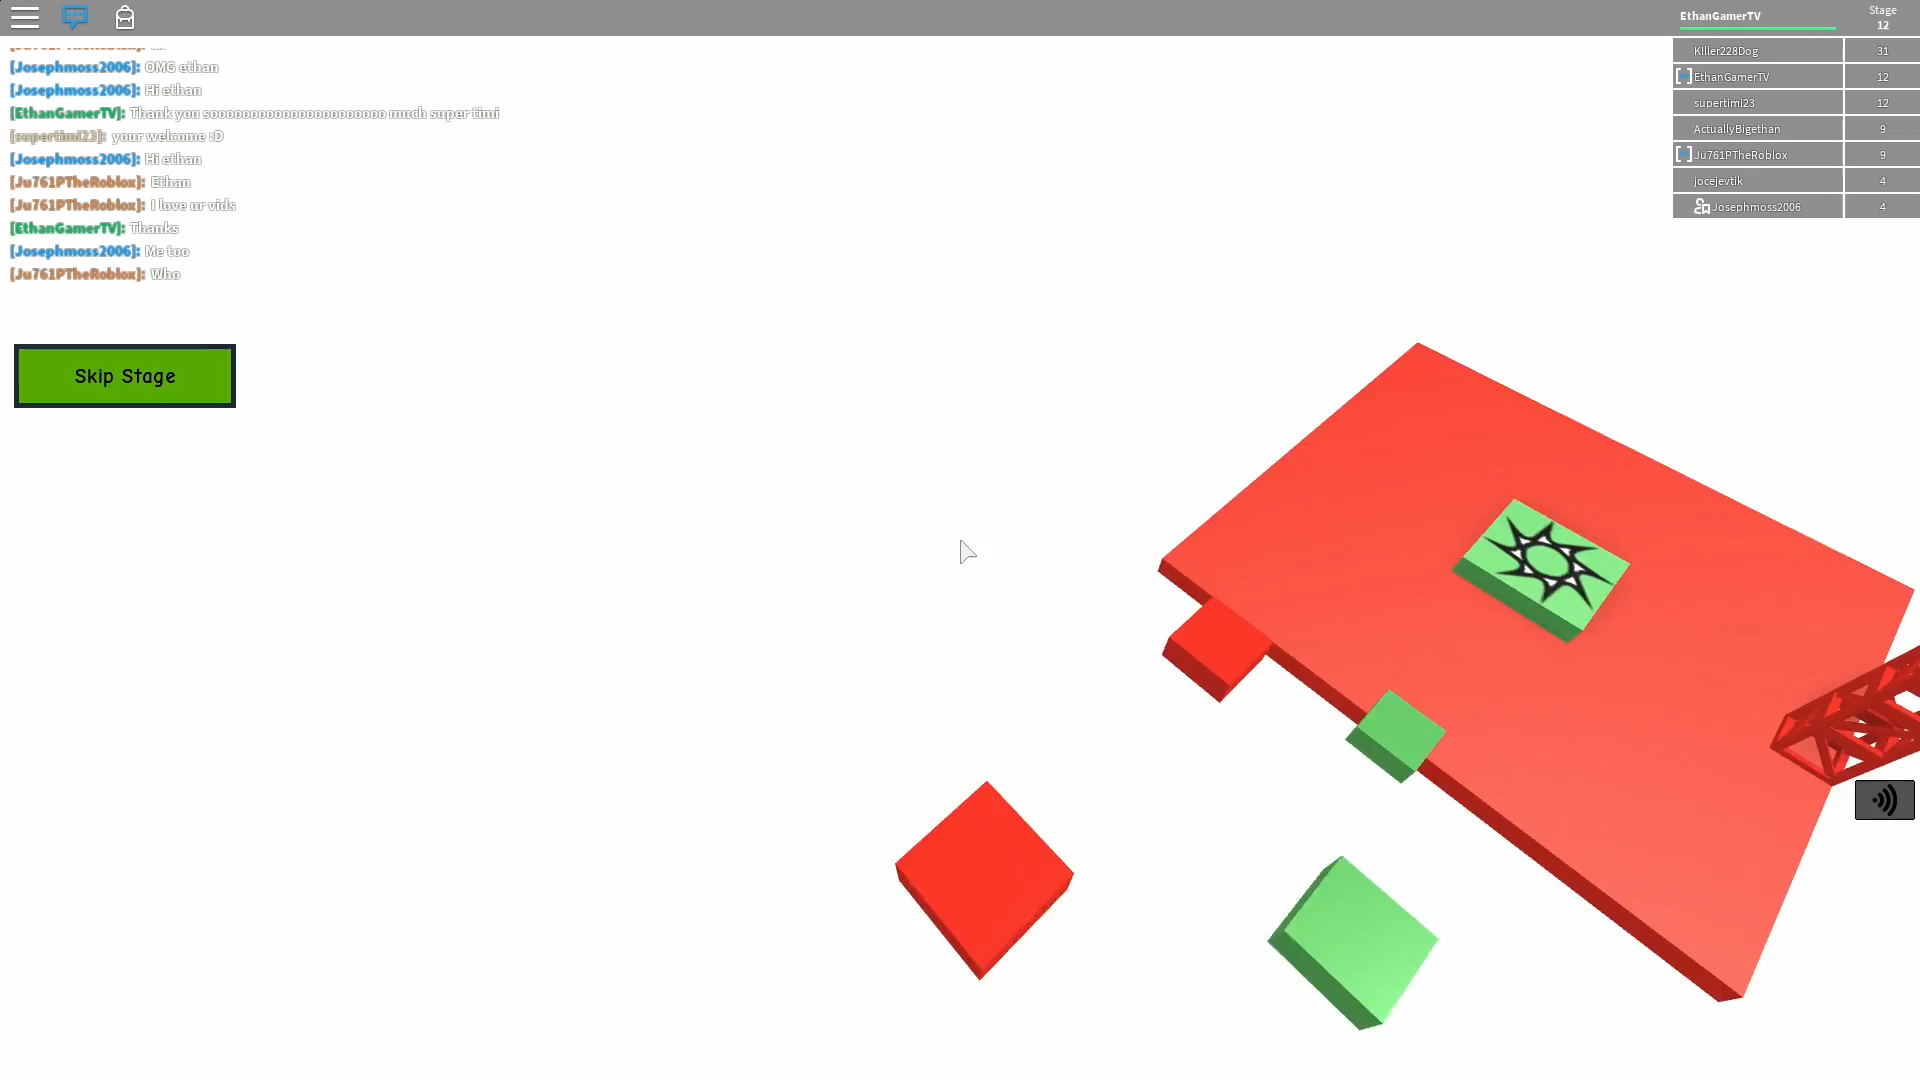 EthanGamerTV
Stage
12
[Josephmoss2006]: OMG ethan
[Josephmoss2006]: Hi ethan
[EthanGamerTV]: Thank you soooooooooooooooooooooo much super timi
[supertimi23]: your welcome :D
[Josephmoss2006]: Hi ethan
[Ju761PTheRoblox]: Ethan
[Ju761PTheRoblox]: I love ur vids
[EthanGamerTV]: Thanks
[Josephmoss2006]: Me too
[Ju761PTheRoblox]: Who
KIller228Dog 31
EthanGamerTV 12
supertimi23 12
ActuallyBigethan 9
Ju761PTheRoblox 9
jocejevtik 4
Josephmoss2006 4
Skip Stage